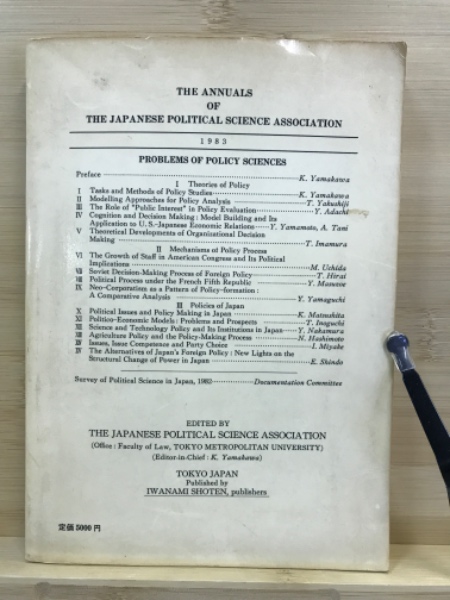 THE ANNUALS
OF
THE JAPANESE POLITICAL SCIENCE ASSOCIATION
1983
PROBLEMS OF POLICY SCIENCES
Preface K. Yamakawa
I Theories of Policy
I Tasks and Methods of Policy Studies K. Yamakawa
II Modelling Approaches for Policy Analysis T. Yakushiji
III The Role of "Public Interest" in Policy Evaluation Y. Adachi
IV Cognition and Decision Making: Model Building and Its
Application to U.S.-Japanese Economic Relations Y. Yamamoto, A. Tani
V Theoretical Developments of Organizational Decision
Making T. Imamura
II Mechanisms of Policy Process
VI The Growth of Staff in American Congress and Its Political
Implications M. Uchida
VII Soviet Decision-Making Process of Foreign Policy T. Hirai
VIII Political Process under the French Fifth Republic Y. Masuoe
IX Neo-Corporatism as a Pattern of Policy-formation:
A Comparative Analysis Y. Yamaguchi
III Policies of Japan
X Political Issues and Policy Making in Japan K. Matsushita
XI Politico-Economic Models: Problems and Prospects T. Inoguchi
XII Science and Technology Policy and Its Institutions in Japan Y. Nakamura
XIII Agriculture Policy and the Policy-Making Process N. Hashimoto
XIV Issues, Issue Competence and Party Choice I. Miyake
The Alternatives of Japan's Foreign Policy: New Lights on the
Structural Change of Power in Japan E. Shindo
Survey of Political Science in Japan, 1982 Documentation Committee
EDITED BY
THE JAPANESE POLITICAL SCIENCE ASSOCIATION
(Office: Faculty of Law, TOKYO METROPOLITAN UNIVERSITY)
(Editor-in-Chief: K. Yamakawa)
TOKYO JAPAN
Published by
IWANAMI SHOTEN, publishers
定価 5000 円